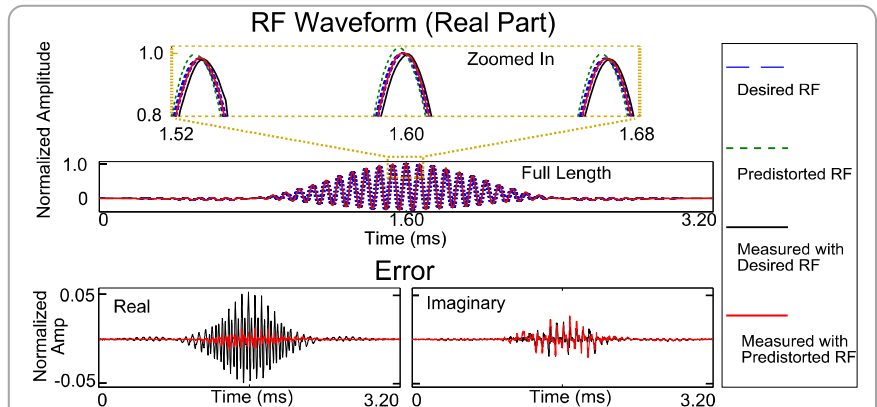 RF Waveform (Real Part)
Normalized Amplitude
1.0
0.8
Zoomed In
1.52
1.60
1.68
1.0
0
Full Length
0
1.60
3.20
Time (ms)
Desired RF
Predistorted RF
Measured with
Desired RF
Measured with
Predistorted RF
Error
Normalized
Amp
0.05
-0.05
Real
Imaginary
0
Time (ms)
3.20
0
Time (ms)
3.20